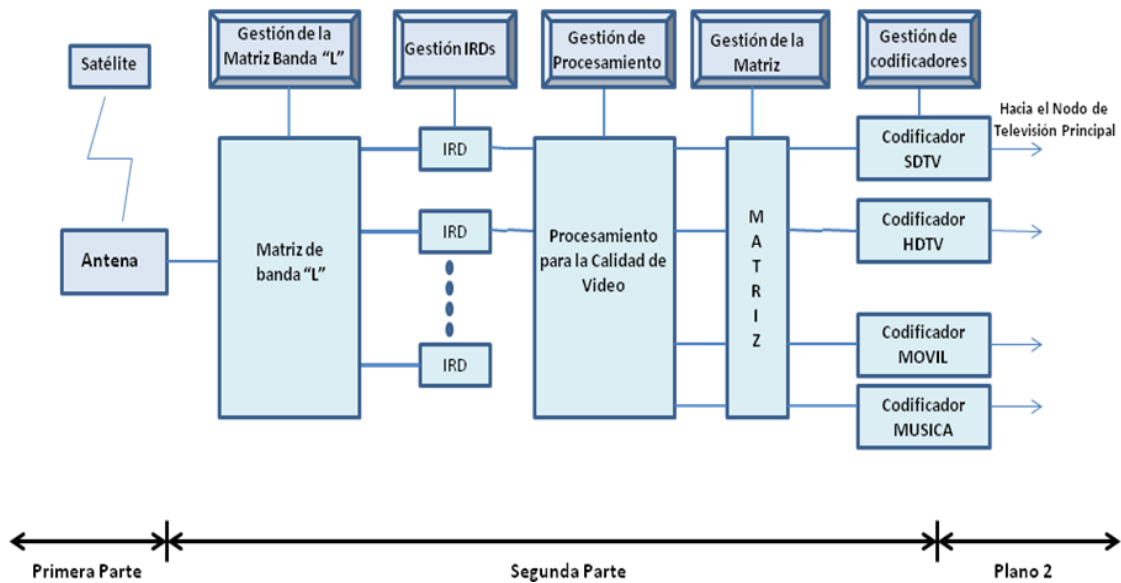 Satélite
Gestión de la
Matriz Banda “L”
Gestión IRDs
Gestión de
Procesamiento
Gestión de la
Matriz
Gestión de
codificadores
Hacia el Nodo de
Televisión Principal
Antena
Matriz de
banda “L”
IRD
IRD
IRD
Procesamiento
para la Calidad de
Video
M
A
T
R
I
Z
Codificador
SDTV
Codificador
HDTV
Codificador
MOVIL
Codificador
MUSICA
Primera Parte
Segunda Parte
Plano 2